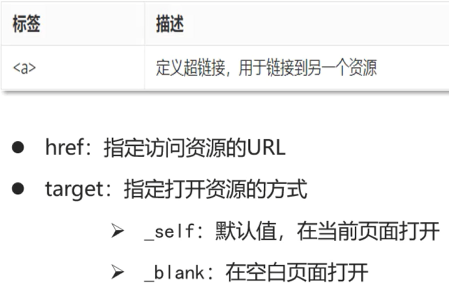 标签 描述
<a> 定义超链接，用于链接到另一个资源
● href：指定访问资源的URL
● target：指定打开资源的方式
➢ _self：默认值，在当前页面打开
➢ _blank：在空白页面打开